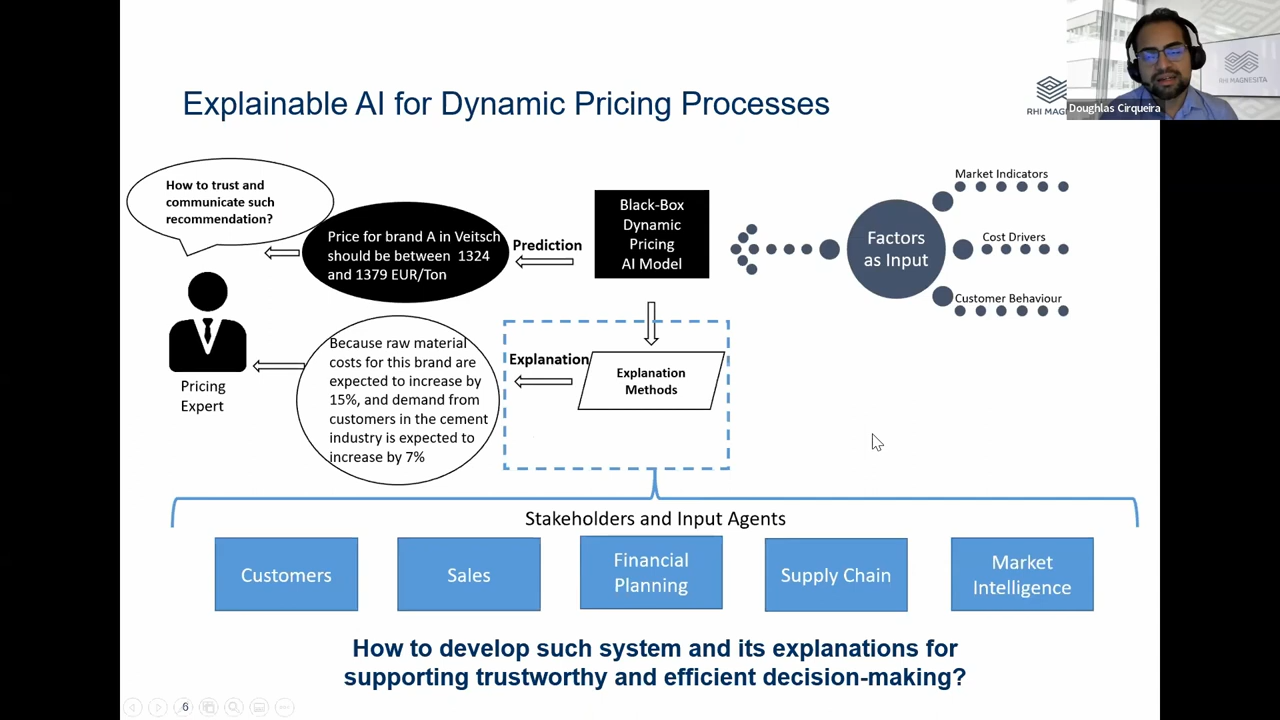 Explainable AI for Dynamic Pricing Processes
RHI MAG
RHI MAGNESITA
Doughlas Cirqueira
How to trust and
communicate such
recommendation?
Price for brand A in Veitsch
should be between 1324
and 1379 EUR/Ton
Prediction
Black-Box
Dynamic
Pricing
AI Model
Factors
as Input
Market Indicators
Cost Drivers
Customer Behaviour
Pricing
Expert
Because raw material
costs for this brand are
expected to increase by
15%, and demand from
customers in the cement
industry is expected to
increase by 7%
Explanation
Explanation
Methods
Stakeholders and Input Agents
Customers
Sales
Financial
Planning
Supply Chain
Market
Intelligence
How to develop such system and its explanations for
supporting trustworthy and efficient decision-making?
6